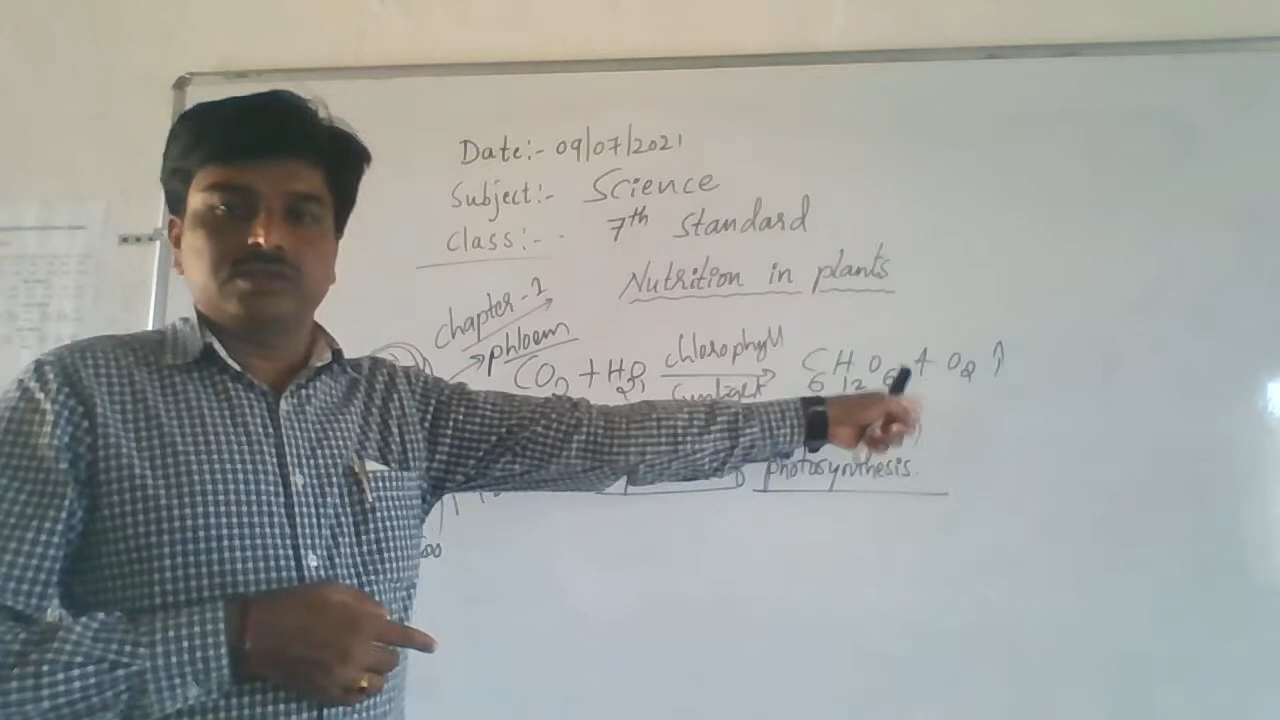 Date:- 09/07/2021
Subject:- Science
Class:- 7th Standard
Nutrition in plants
chapter-1
phloem
CO2 + H2O chlorophyll sunlight → C6H12O6 + O2 ↑
photosynthesis.